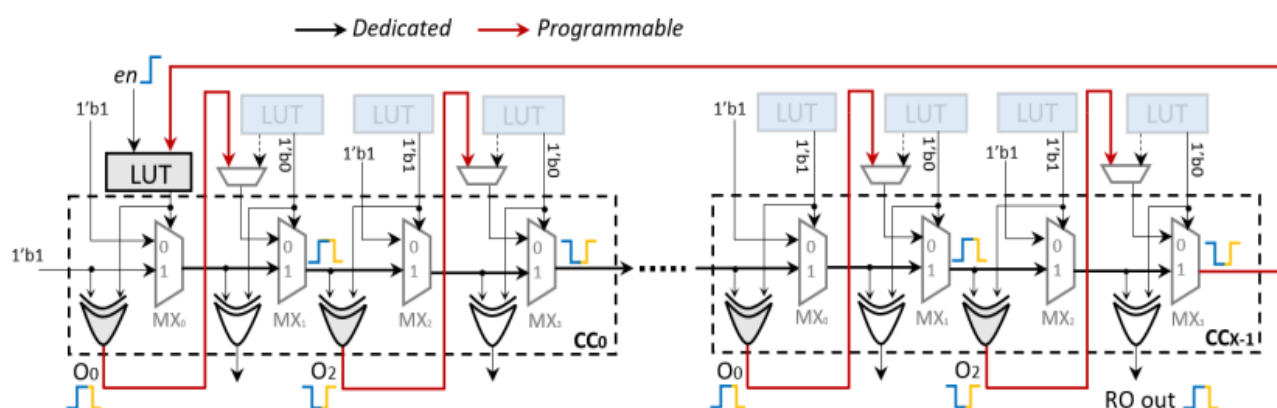 Dedicated Programmable
en
1'b1 LUT LUT LUT LUT LUT LUT LUT
1'b0 1'b1 1'b1 1'b0 1'b1 1'b1 1'b0 1'b1 1'b1 1'b0
LUT
0 0 0 0 0 0 0 0
1'b1 1 1 1 1 1 1 1 1
MX₀ MX₁ MX₂ MX₃ MX₀ MX₁ MX₂ MX₃
CC₀ CCx-1
O₀ O₂ O₀ O₂ RO out